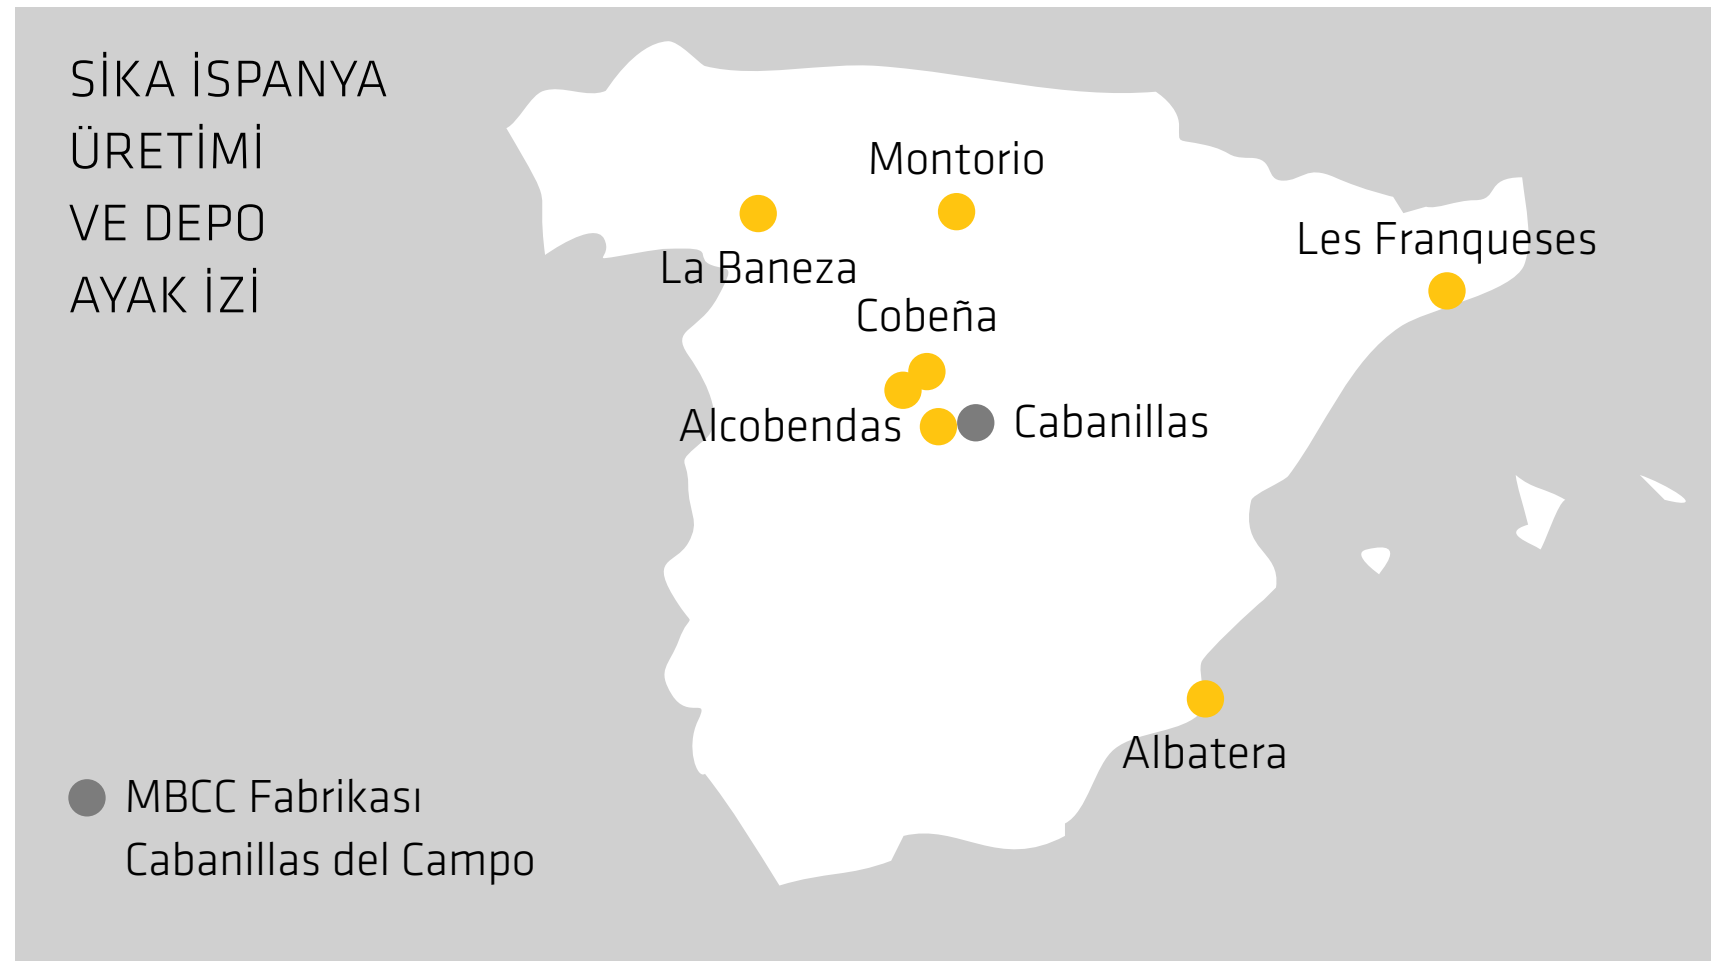 SİKA İSPANYA
ÜRETİMİ
VE DEPO
AYAK İZİ
Montorio
La Baneza
Les Franqueses
Cobeña
Alcobendas
Cabanillas
Albatera
MBCC Fabrikası
Cabanillas del Campo